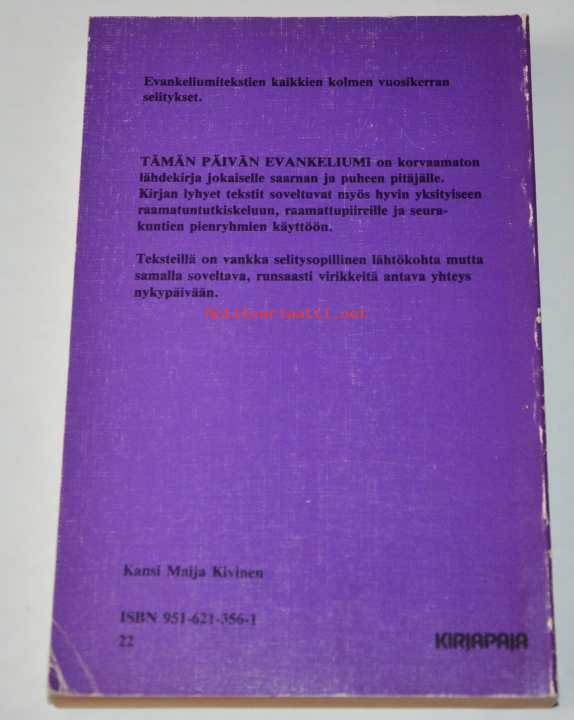 Evankeliumitekstien kaikkien kolmen vuosikerran
selitykset.
TÄMÄN PÄIVÄN EVANKELIUMI on korvaamaton
lähdekirja jokaiselle saarnan ja puheen pitäjälle.
Kirjan lyhyet tekstit soveltuvat myös hyvin yksityiseen
raamatuntutkiskeluun, raamattupiireille ja seura-
kuntien pienryhmien käyttöön.
Teksteillä on vankka selitysopillinen lähtökohta mutta
samalla soveltava, runsaasti virikkeitä antava yhteys
nykypäivään.
Kansi Maija Kivinen
ISBN 951-621-356-1
22
KIRJAPAJA